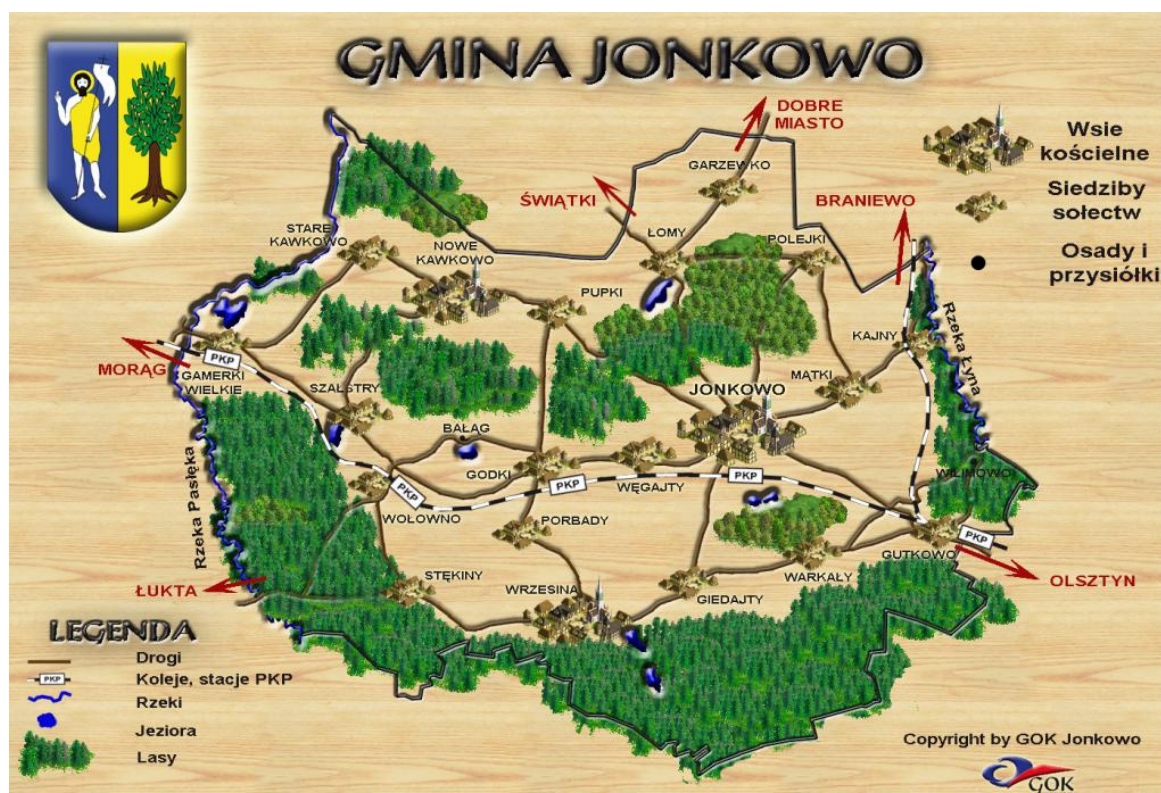 GMINA JONKOWO
DOBRE
MIASTO
GARZEWKO
ŚWIĄTKI
BRANIEWO
Wsie
kościelne
Siedziby
sołectw
Osady i
przysiółki
STARE
KAWKOWO
NOWE
KAWKOWO
ŁOMY
POLEJKI
PUPKI
KAJNY
Rzeka Łyna
MORĄG
PKP
GAMERKI
WIELKIE
SZAŁSTRY
MĄTKI
JONKOWO
BAŁĄG
GODKI
WĘGAJTY
PKP
PKP
PKP
WILIMOWO
Rzeka Pasłęka
WOŁOWNO
PORBADY
GUTKOWO
PKP
OLSZTYN
ŁUKTA
STĘKINY
WRZESINA
GIEDAJTY
WARKAŁY
LEGENDA
Drogi
PKP
Koleje, stacje PKP
Rzeki
Jeziora
Lasy
Copyright by GOK Jonkowo
GOK